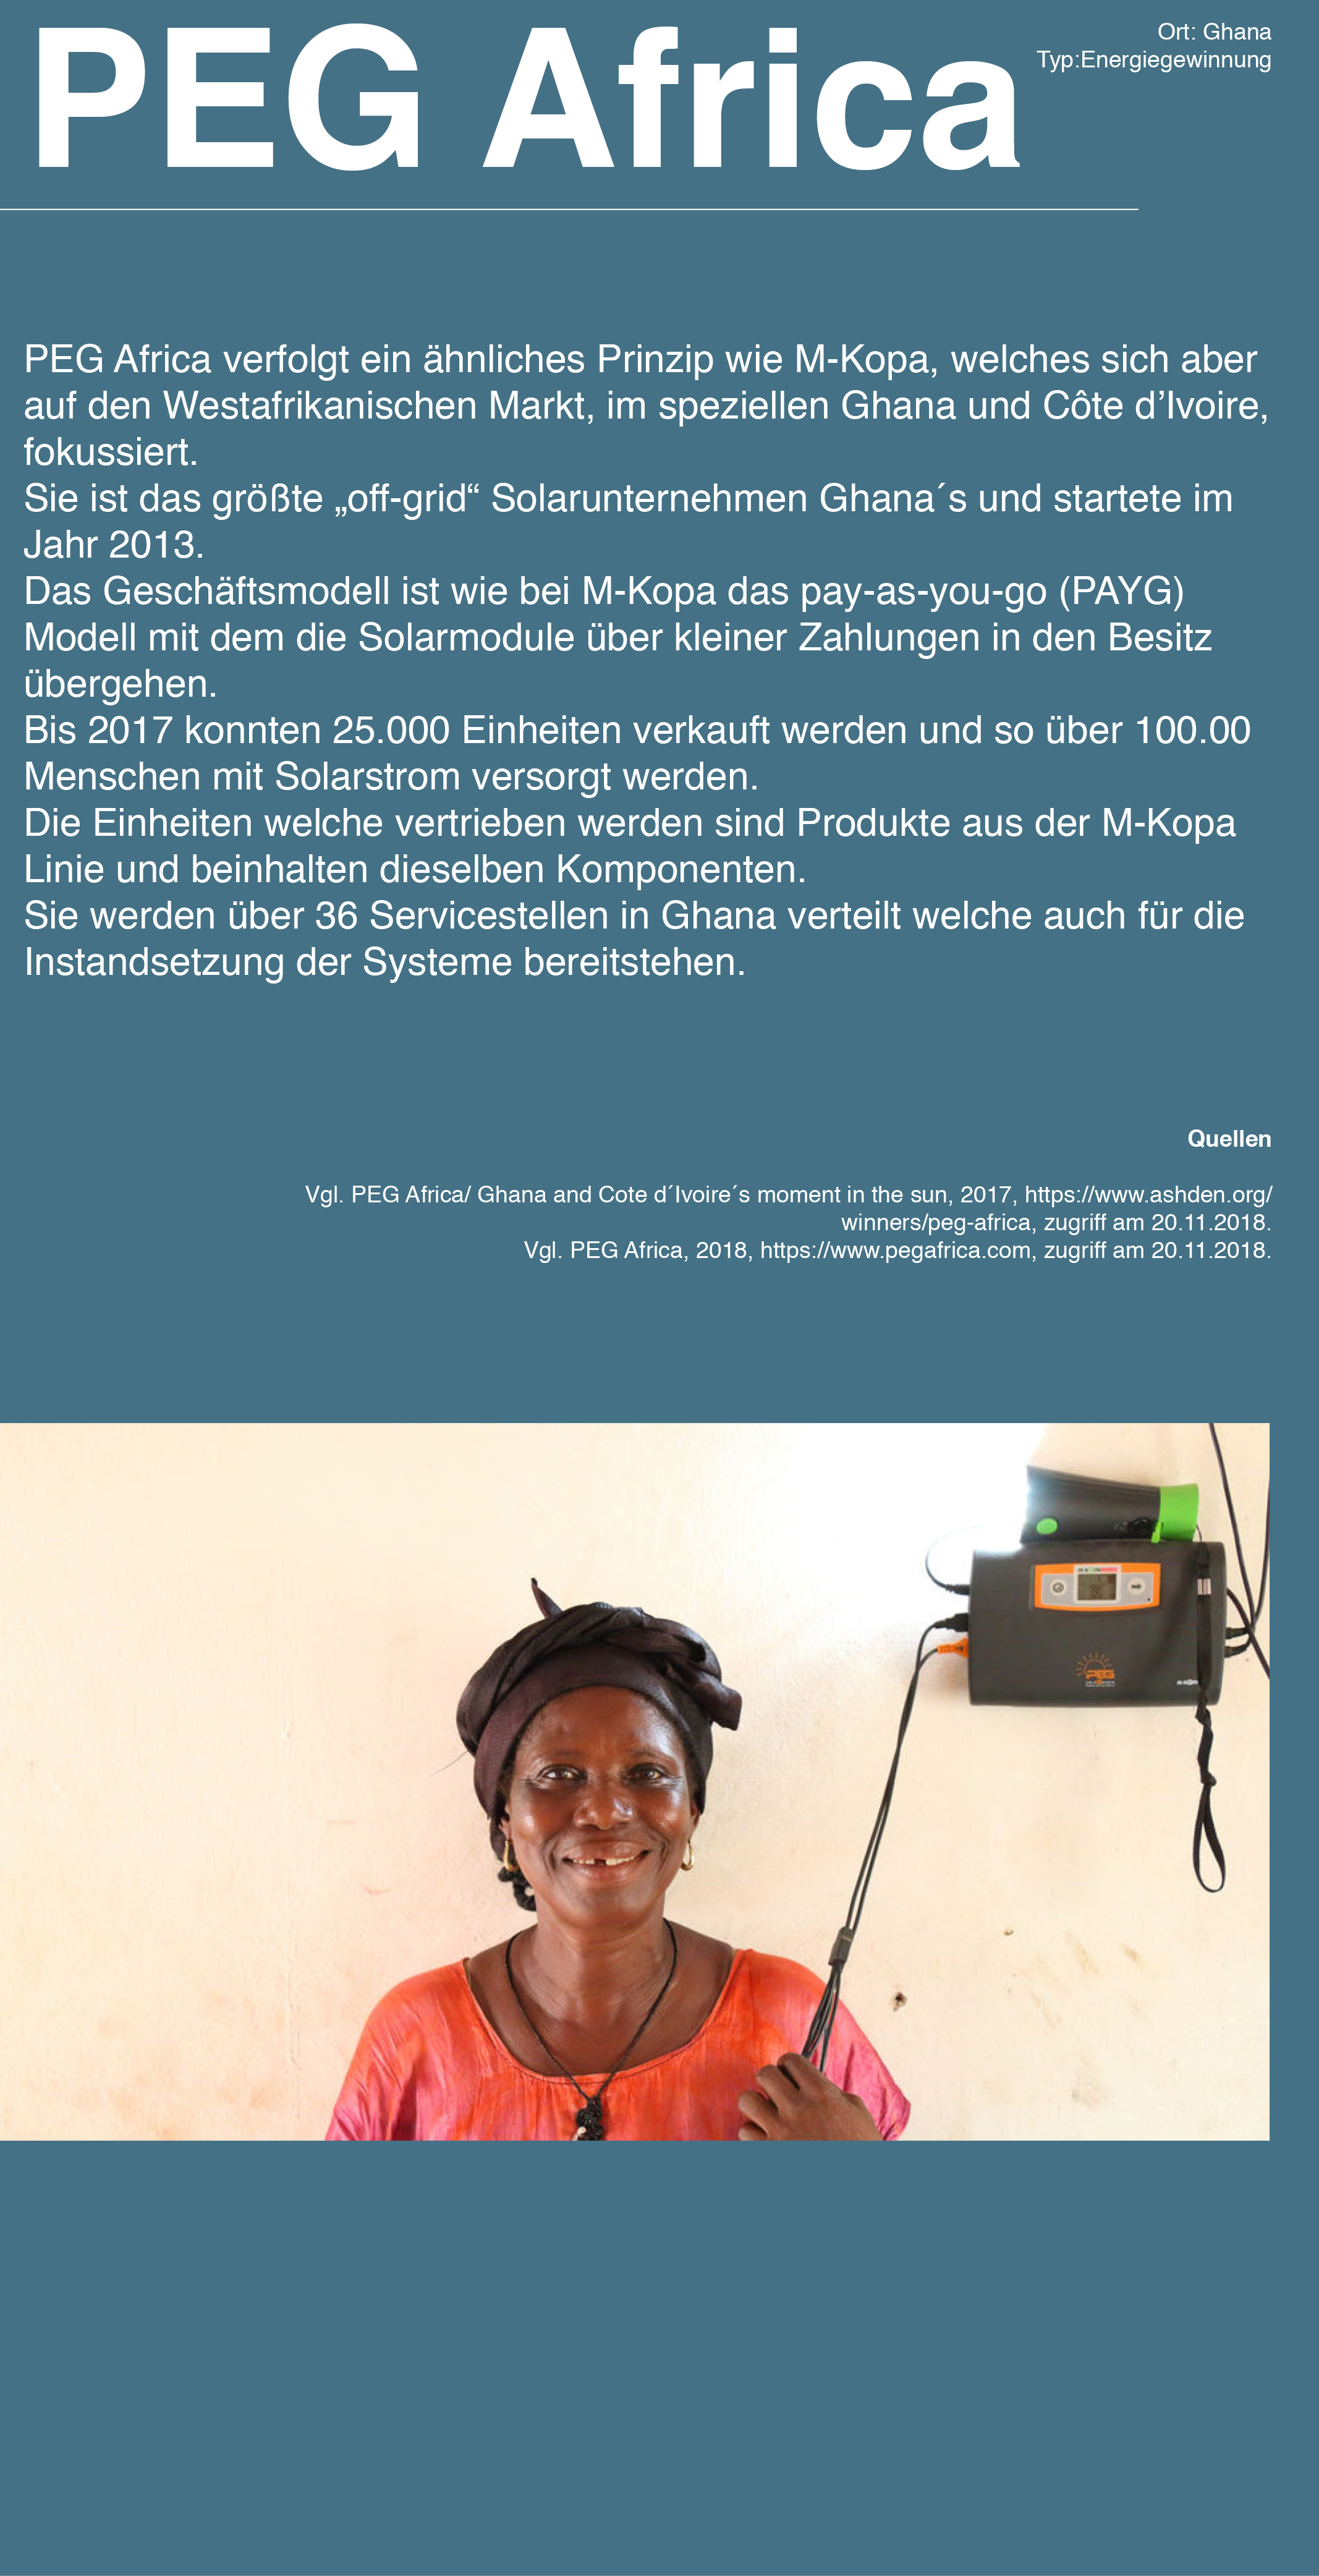 PEG Africa
Ort: Ghana
Typ:Energiegewinnung
PEG Africa verfolgt ein ähnliches Prinzip wie M-Kopa, welches sich aber
auf den Westafrikanischen Markt, im speziellen Ghana und Côte d’Ivoire,
fokussiert.
Sie ist das größte „off-grid“ Solarunternehmen Ghana´s und startete im
Jahr 2013.
Das Geschäftsmodell ist wie bei M-Kopa das pay-as-you-go (PAYG)
Modell mit dem die Solarmodule über kleiner Zahlungen in den Besitz
übergehen.
Bis 2017 konnten 25.000 Einheiten verkauft werden und so über 100.00
Menschen mit Solarstrom versorgt werden.
Die Einheiten welche vertrieben werden sind Produkte aus der M-Kopa
Linie und beinhalten dieselben Komponenten.
Sie werden über 36 Servicestellen in Ghana verteilt welche auch für die
Instandsetzung der Systeme bereitstehen.
Quellen
Vgl. PEG Africa/ Ghana and Cote d´Ivoire´s moment in the sun, 2017, https://www.ashden.org/
winners/peg-africa, zugriff am 20.11.2018.
Vgl. PEG Africa, 2018, https://www.pegafrica.com, zugriff am 20.11.2018.
PEG